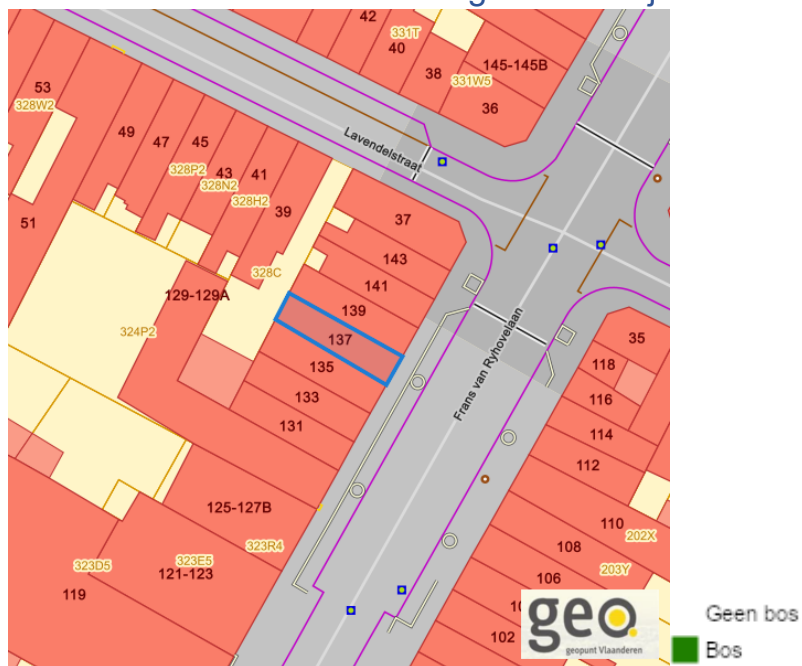 42
331T
40
38
331W5
145-145B
36
53
328W2
49
47
45
328P2
43
328N2
41
328H2
39
Lavendelstraat
51
37
143
328C
141
129-129A
139
324P2
137
135
133
131
Frans van Ryhovelaan
35
118
116
114
112
125-127B
323R4
110
202X
108
323D5
323E5
121-123
203Y
106
119
102
geo
geopunt Vlaanderen
Geen bos
Bos